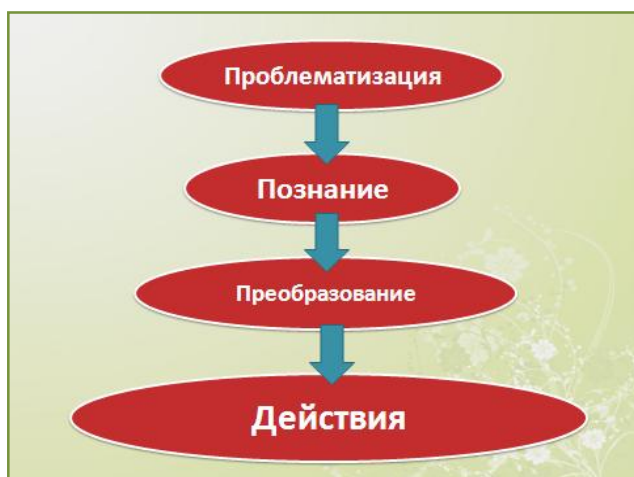 Проблематизация
Познание
Преобразование
Действия